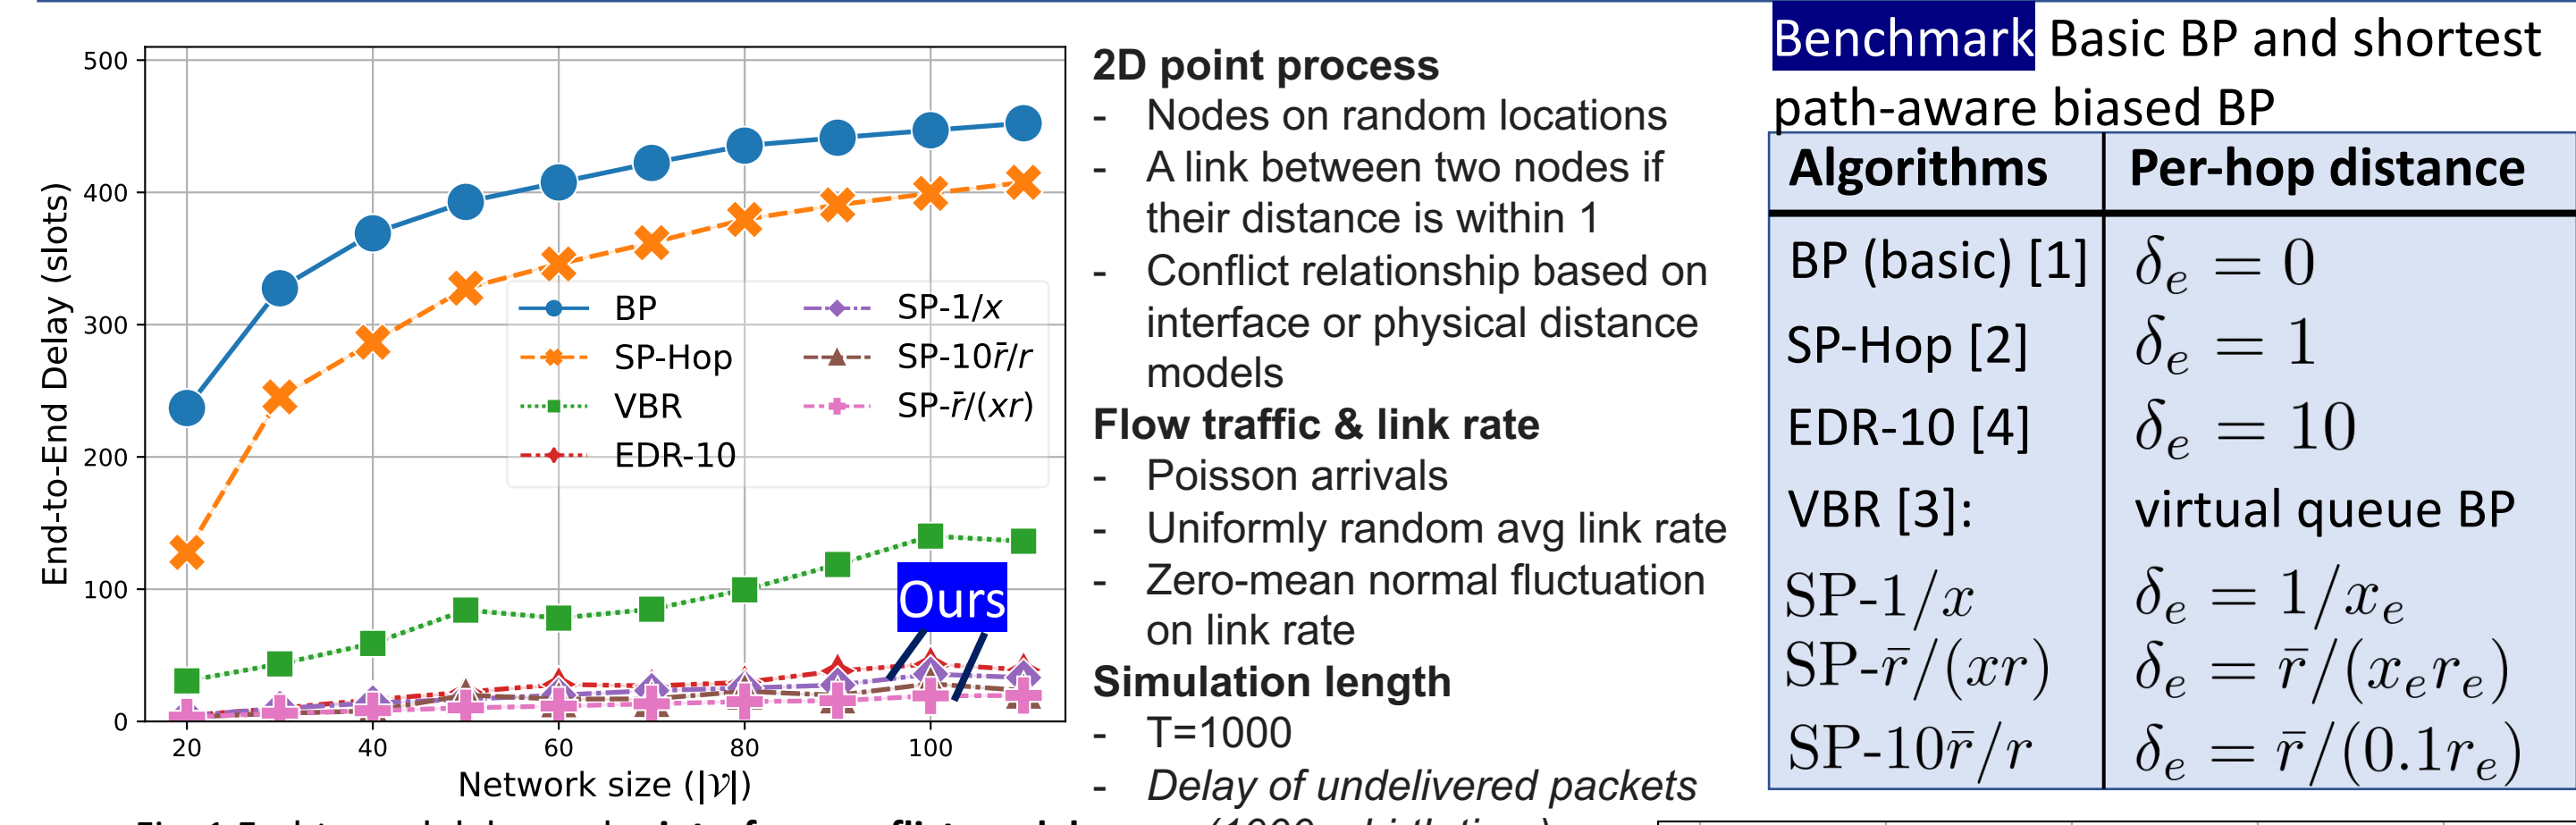 500
400
300
200
100
0
End-to-End Delay (slots)
20
40
60
80
100
Network size (|𝒱|)
BP
SP-Hop
VBR
EDR-10
SP-1/x
SP-10r̄/r
SP-r̄/(xr)
Ours
2D point process
- Nodes on random locations
- A link between two nodes if
their distance is within 1
- Conflict relationship based on
interface or physical distance
models
Flow traffic & link rate
- Poisson arrivals
- Uniformly random avg link rate
- Zero-mean normal fluctuation
on link rate
Simulation length
- T=1000
- Delay of undelivered packets
Benchmark Basic BP and shortest
path-aware biased BP
Algorithms Per-hop distance
BP (basic) [1] δₑ = 0
SP-Hop [2] δₑ = 1
EDR-10 [4] δₑ = 10
VBR [3]: virtual queue BP
SP-1/x δₑ = 1/xₑ
SP-r̄/(xr) δₑ = r̄/(xₑrₑ)
SP-10r̄/r δₑ = r̄/(0.1rₑ)